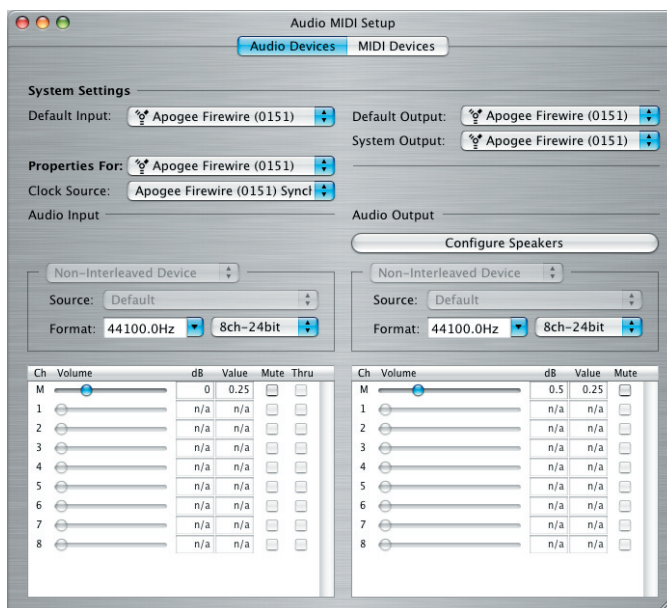 Audio MIDI Setup
Audio Devices MIDI Devices
System Settings
Default Input: Apogee Firewire (0151)
Default Output: Apogee Firewire (0151)
System Output: Apogee Firewire (0151)
Properties For: Apogee Firewire (0151)
Clock Source: Apogee Firewire (0151) Synch
Audio Input
Audio Output
Configure Speakers
Non-Interleaved Device
Source: Default
Format: 44100.0Hz 8ch-24bit
Non-Interleaved Device
Source: Default
Format: 44100.0Hz 8ch-24bit
Ch Volume dB Value Mute Thru
M 0 0.25
1 n/a n/a
2 n/a n/a
3 n/a n/a
4 n/a n/a
5 n/a n/a
6 n/a n/a
7 n/a n/a
8 n/a n/a
Ch Volume dB Value Mute
M 0.5 0.25
1 n/a n/a
2 n/a n/a
3 n/a n/a
4 n/a n/a
5 n/a n/a
6 n/a n/a
7 n/a n/a
8 n/a n/a